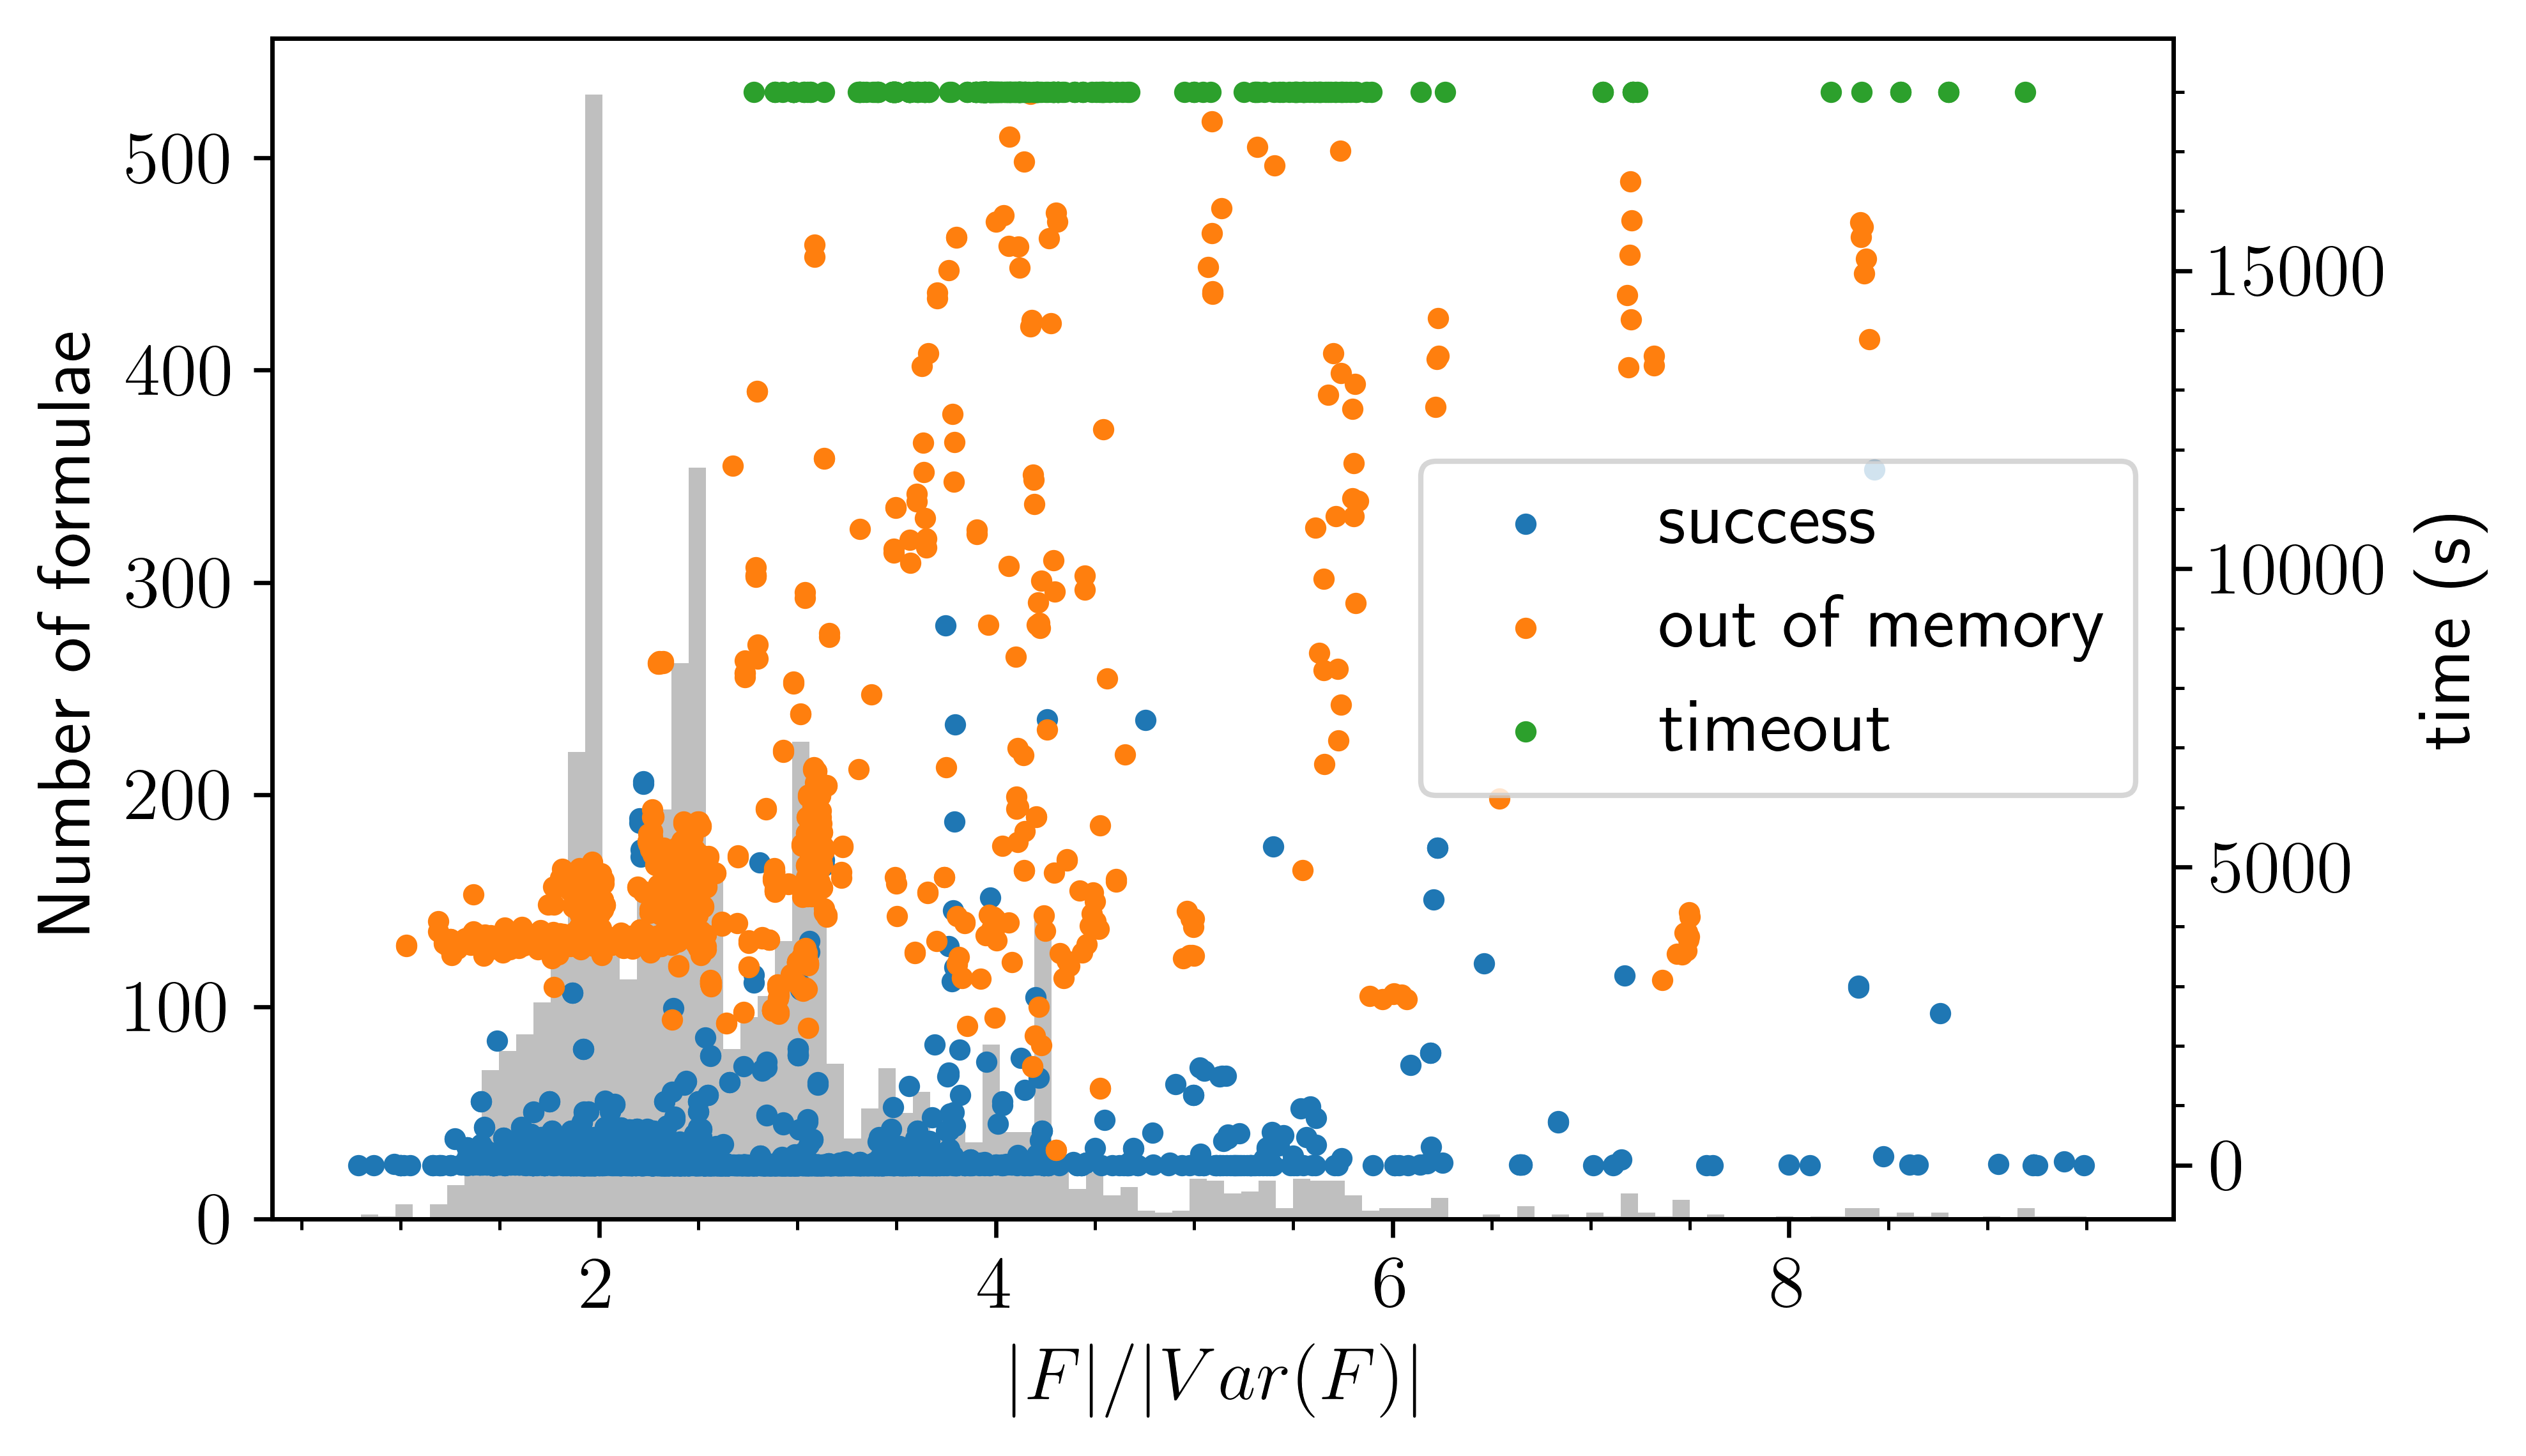 Number of formulae
500
400
300
200
100
0
2 4 6 8
|F|/|Var(F)|
15000
10000
5000
0
time (s)
success
out of memory
timeout